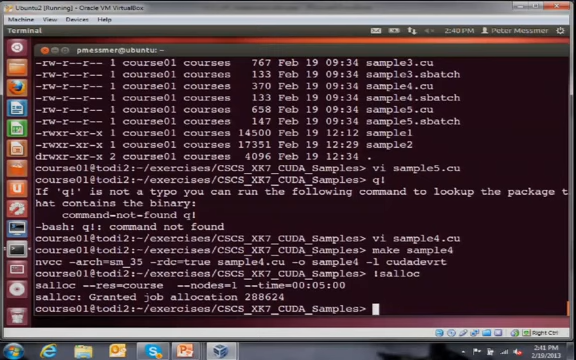 Ubuntu2 [Running] - Oracle VM VirtualBox
Machine View Devices Help
Terminal 2:40 PM Peter Messmer
pmessmer@ubuntu: ~
-rw-r--r-- 1 course01 courses 767 Feb 19 09:34 sample3.cu
-rw-r--r-- 1 course01 courses 133 Feb 19 09:34 sample3.sbatch
-rw-r--r-- 1 course01 courses 370 Feb 19 09:34 sample4.cu
-rw-r--r-- 1 course01 courses 133 Feb 19 09:34 sample4.sbatch
-rw-r--r-- 1 course01 courses 658 Feb 19 09:34 sample5.cu
-rw-r--r-- 1 course01 courses 147 Feb 19 09:34 sample5.sbatch
-rwxr-xr-x 1 course01 courses 14500 Feb 19 12:12 sample1
-rwxr-xr-x 1 course01 courses 17351 Feb 19 12:29 sample2
drwxr-xr-x 2 course01 courses 4096 Feb 19 12:34 .
course01@todi2:~/exercises/CSCS_XK7_CUDA_Samples> vi sample5.cu
course01@todi2:~/exercises/CSCS_XK7_CUDA_Samples> q!
If 'q!' is not a typo you can run the following command to lookup the package t
hat contains the binary:
command-not-found q!
-bash: q!: command not found
course01@todi2:~/exercises/CSCS_XK7_CUDA_Samples> vi sample4.cu
course01@todi2:~/exercises/CSCS_XK7_CUDA_Samples> make sample4
nvcc -arch=sm_35 -rdc=true sample4.cu -o sample4 -l cudadevrt
course01@todi2:~/exercises/CSCS_XK7_CUDA_Samples> !salloc
salloc --res=course --nodes=1 --time=00:05:00
salloc: Granted job allocation 288624
course01@todi2:~/exercises/CSCS_XK7_CUDA_Samples>
Right Ctrl
2:41 PM
2/19/2013